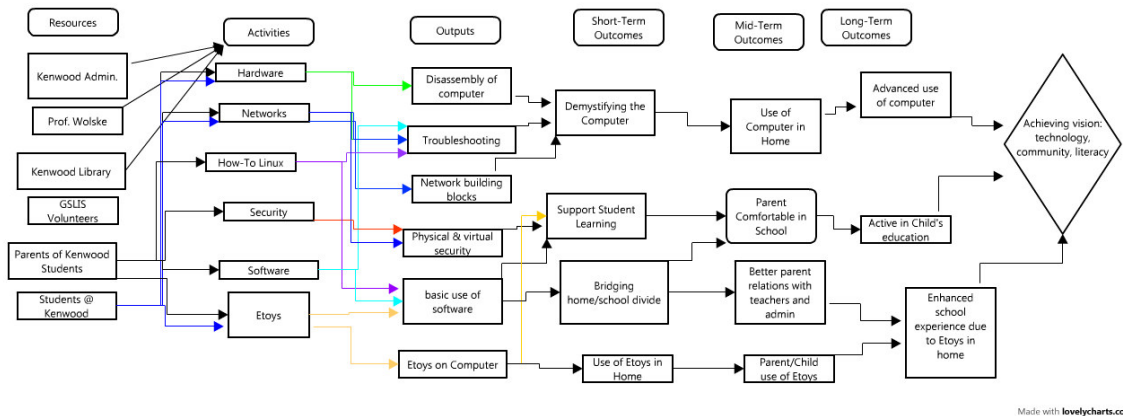 Resources
Activities
Outputs
Short-Term
Outcomes
Mid-Term
Outcomes
Long-Term
Outcomes
Kenwood Admin.
Prof. Wolske
Kenwood Library
GSLIS
Volunteers
Parents of Kenwood
Students
Students @
Kenwood
Hardware
Networks
How-To Linux
Security
Software
Etoys
Disassembly of
computer
Troubleshooting
Network building
blocks
Physical & virtual
security
basic use of
software
Etoys on Computer
Demystifying the
Computer
Support Student
Learning
Bridging
home/school divide
Use of Etoys in
Home
Use of
Computer in
Home
Parent
Comfortable in
School
Better parent
relations with
teachers and
admin
Parent/Child
use of Etoys
Advanced use
of computer
Active in Child's
education
Enhanced
school
experience due
to Etoys in
home
Achieving vision:
technology,
community, literacy
Made with lovelycharts.co